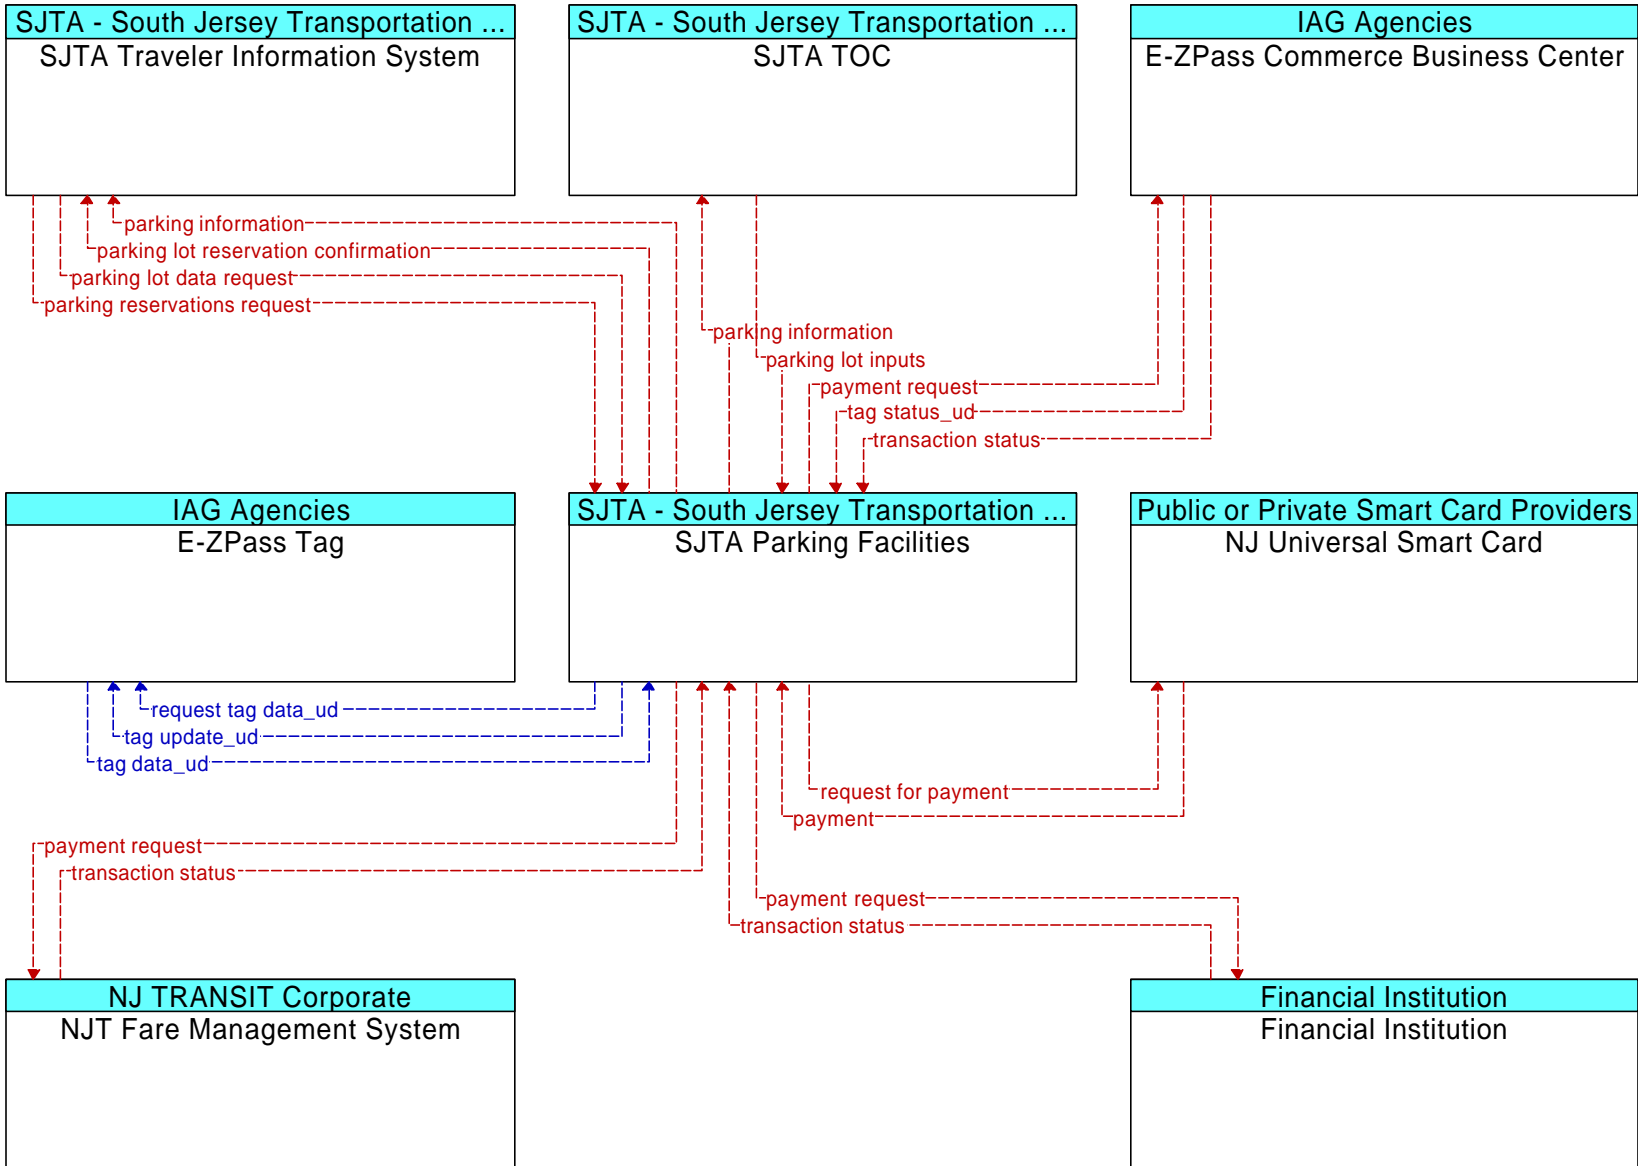 SJTA - South Jersey Transportation ...
SJTA Traveler Information System
SJTA - South Jersey Transportation ...
SJTA TOC
IAG Agencies
E-ZPass Commerce Business Center
parking information
parking lot reservation confirmation
parking lot data request
parking reservations request
parking information
parking lot inputs
payment request
tag status_ud
transaction status
IAG Agencies
E-ZPass Tag
SJTA - South Jersey Transportation ...
SJTA Parking Facilities
Public or Private Smart Card Providers
NJ Universal Smart Card
request tag data_ud
tag update_ud
tag data_ud
request for payment
payment
payment request
transaction status
payment request
transaction status
NJ TRANSIT Corporate
NJT Fare Management System
Financial Institution
Financial Institution